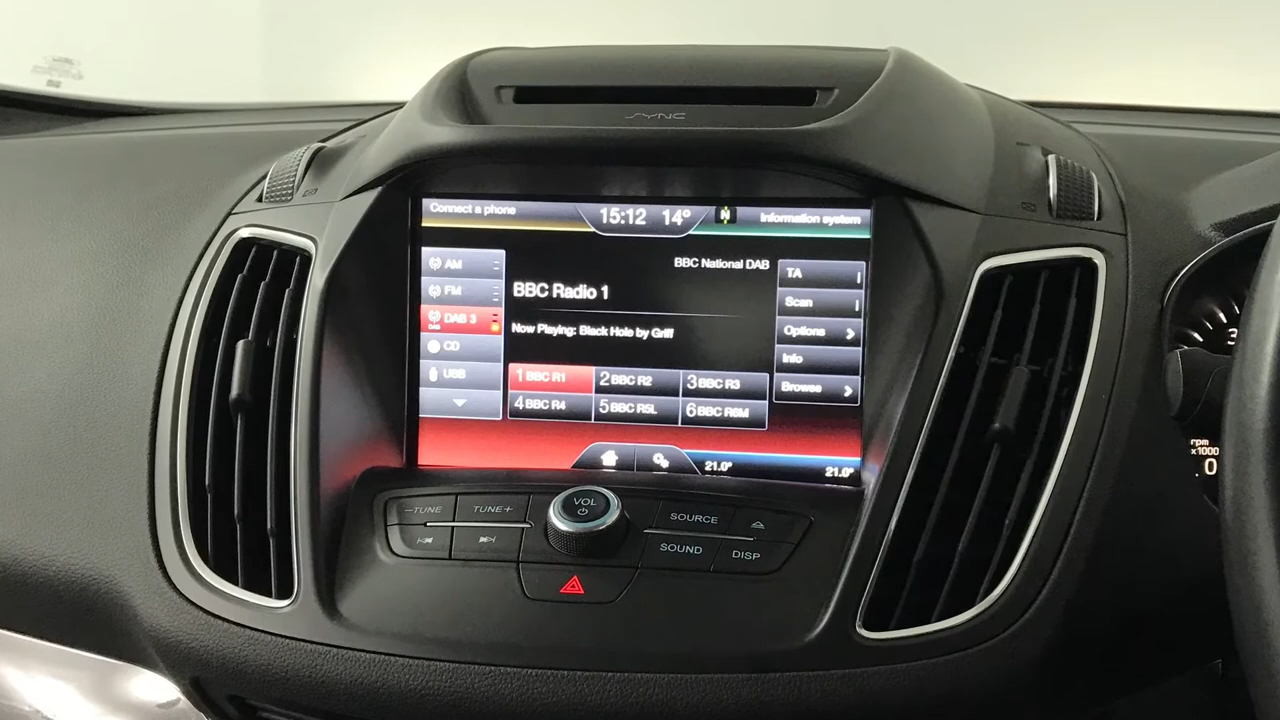 SYNC
Connect a phone
15:12 14°
N
Information system
AM
FM
DAB 3
DAB
CD
USB
BBC National DAB
BBC Radio 1
Now Playing: Black Hole by Griff
1 BBC R1
2 BBC R2
3 BBC R3
4 BBC R4
5 BBC R5L
6 BBC R6M
TA
Scan
Options
Info
Browse
21.0°
21.0°
−TUNE
TUNE+
VOL
SOURCE
SOUND
DISP
3
rpm
x1000
.0